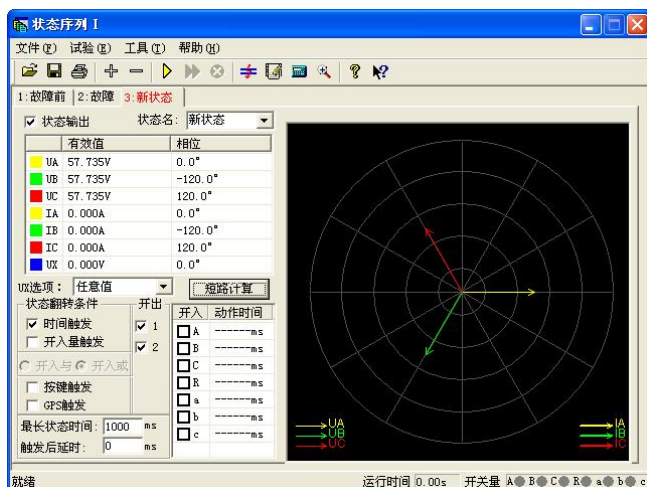 状态序列 I
文件(F) 试验(E) 工具(T) 帮助(H)
1:故障前 2:故障 3:新状态
状态输出 状态名: 新状态
有效值 相位
UA 57.735V 0.0°
UB 57.735V -120.0°
UC 57.735V 120.0°
IA 0.000A 0.0°
IB 0.000A -120.0°
IC 0.000A 120.0°
UX 0.000V 0.0°
UX选项: 任意值 短路计算
状态翻转条件 开出 开入 动作时间
时间触发 1 A ------ms
开入量触发 2 B ------ms
开入与 开入或 C ------ms
R ------ms
按键触发 a ------ms
GPS触发 b ------ms
最长状态时间: 1000 ms c ------ms
触发后延时: 0 ms
UA IA
UB IB
UC IC
就绪 运行时间 0.00s 开关量 A B C R a b c